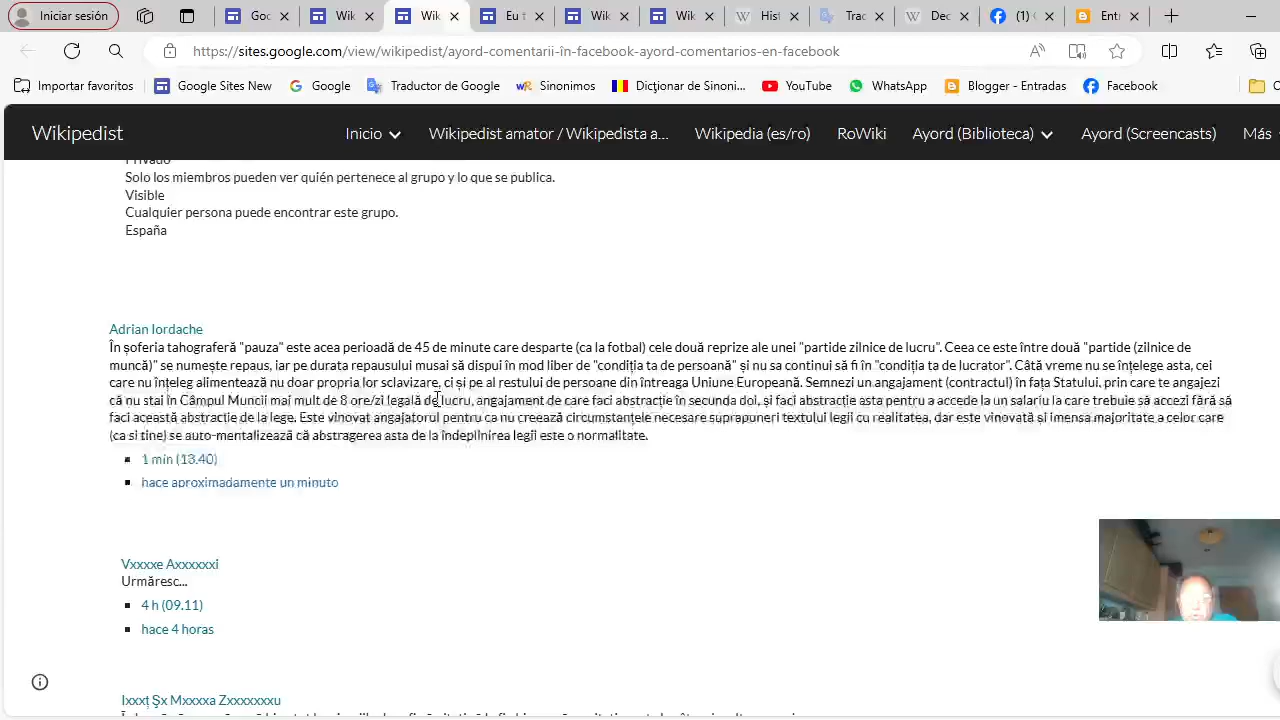 Iniciar sesión
Goo
Wik
Wik
Eu t
Wik
Wik
Hist
Trac
Dec
(1)
Entr
https://sites.google.com/view/wikipedist/ayord-comentarii-în-facebook-ayord-comentarios-en-facebook
Importar favoritos
Google Sites New
Google
Traductor de Google
Sinonimos
Dicţionar de Sinoni...
YouTube
WhatsApp
Blogger - Entradas
Facebook
Wikipedist
Inicio
Wikipedist amator / Wikipedista a...
Wikipedia (es/ro)
RoWiki
Ayord (Biblioteca)
Ayord (Screencasts)
Más
Privado
Solo los miembros pueden ver quién pertenece al grupo y lo que se publica.
Visible
Cualquier persona puede encontrar este grupo.
España
Adrian Iordache
În șoferia tahograferă "pauza" este acea perioadă de 45 de minute care desparte (ca la fotbal) cele două reprize ale unei "partide zilnice de lucru". Ceea ce este între două "partide (zilnice de
muncă)" se numește repaus, iar pe durata repausului musai să dispui în mod liber de "condiția ta de persoană" și nu sa continui să fi în "condiția ta de lucrator". Câtă vreme nu se înțelege asta, cei
care nu înțeleg alimentează nu doar propria lor sclavizare, ci și pe al restului de persoane din întreaga Uniune Europeană. Semnezi un angajament (contractul) în fața Statului, prin care te angajezi
că nu stai în Câmpul Muncii mai mult de 8 ore/zi legală de lucru, angajament de care faci abstracție în secunda doi, și faci abstracție asta pentru a accede la un salariu la care trebuie să accezi fără să
faci această abstracție de la lege. Este vinovat angajatorul pentru ca nu creează circumstanțele necesare suprapuneri textului legii cu realitatea, dar este vinovată și imensa majoritate a celor care
(ca si tine) se auto-mentalizează că abstragerea asta de la îndeplinirea legii este o normalitate.
1 min (13.40)
hace aproximadamente un minuto
Vxxxxe Axxxxxxi
Urmăresc...
4 h (09.11)
hace 4 horas
Ixxxț Şx Mxxxxa Zxxxxxxxu